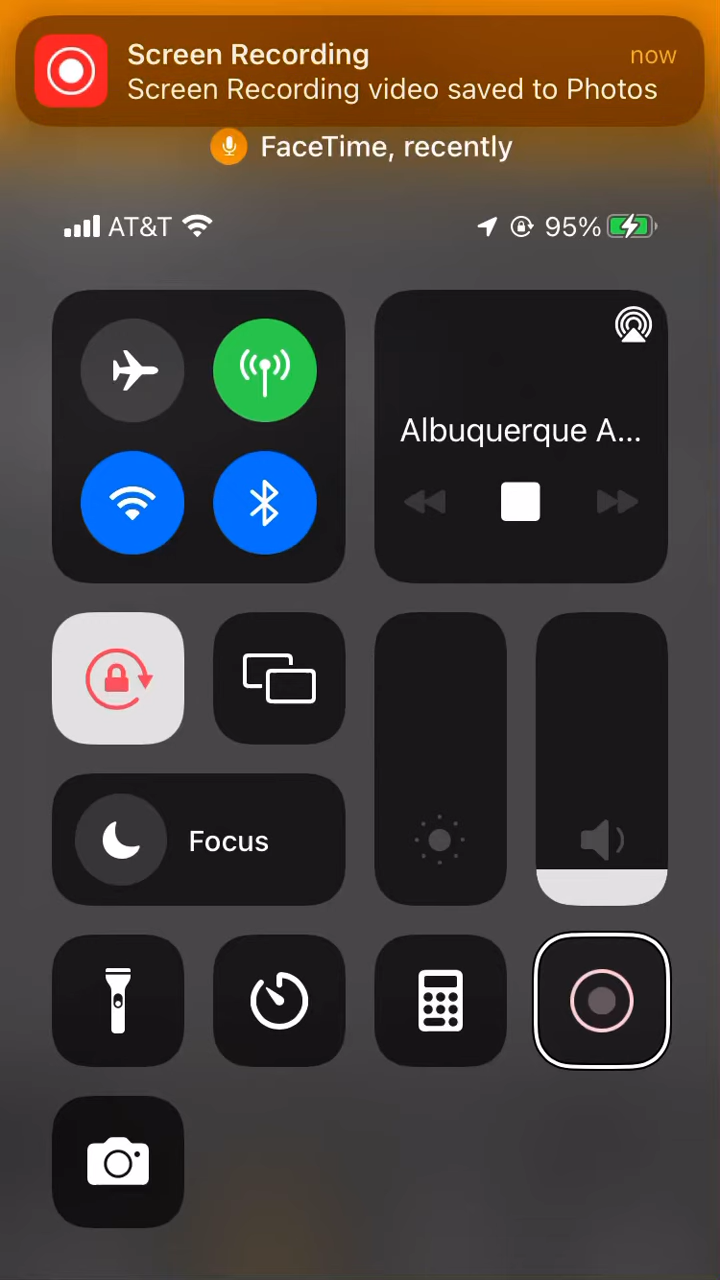 Screen Recording
now
Screen Recording video saved to Photos
FaceTime, recently
AT&T
95%
Albuquerque A...
Focus